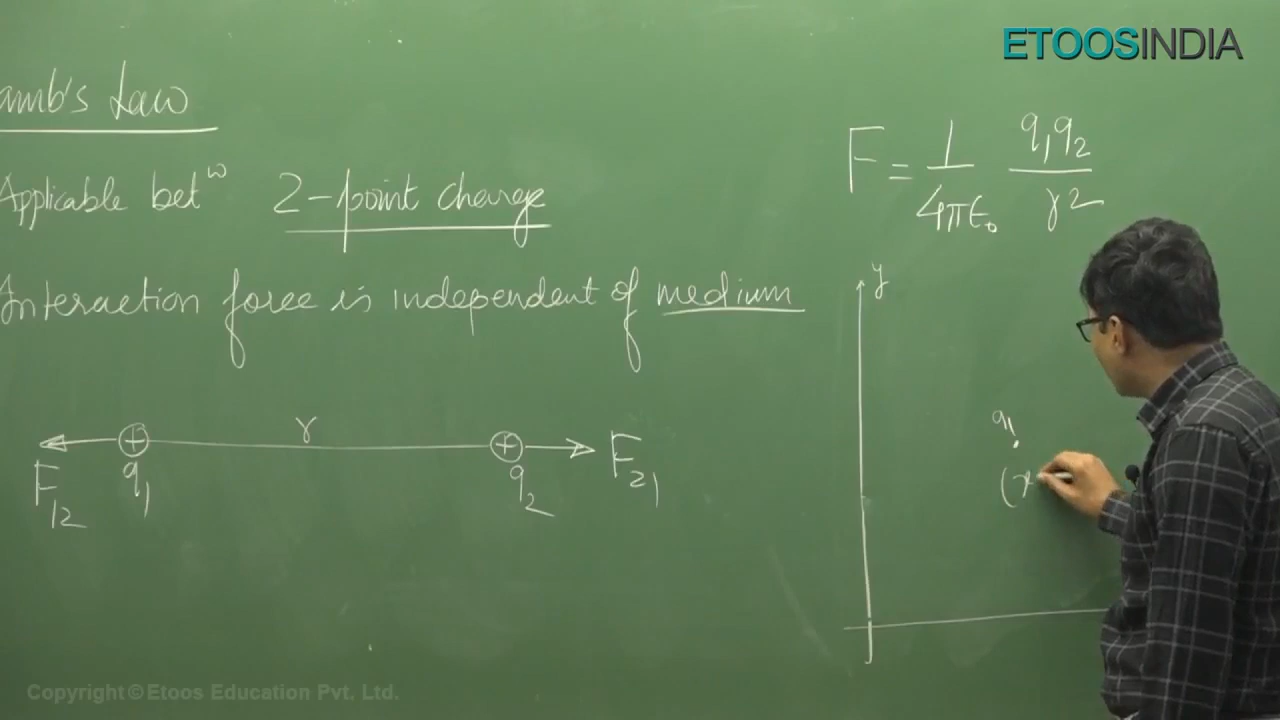 ETOOSINDIA
amb's Law
Applicable betw 2-point charge
Interaction force is independent of medium
F = 1/4πϵ₀ q₁q₂/r²
y
r
F₁₂ q₁ q₂ F₂₁
q₁
(x
Copyright © Etoos Education Pvt. Ltd.